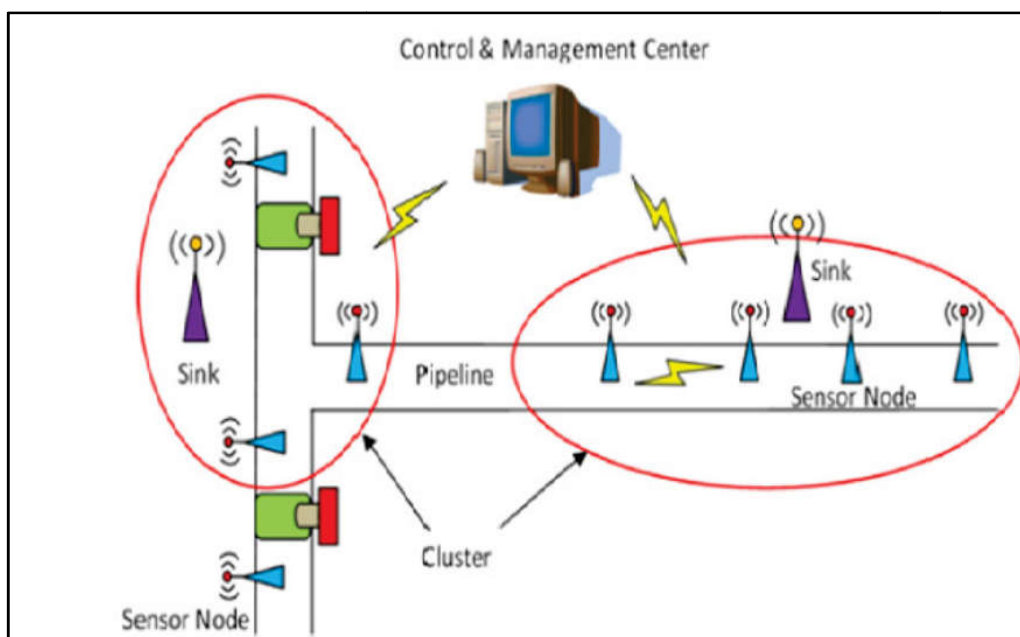 Control & Management Center
Sink
Sink
Pipeline
Sensor Node
Cluster
Sensor Node